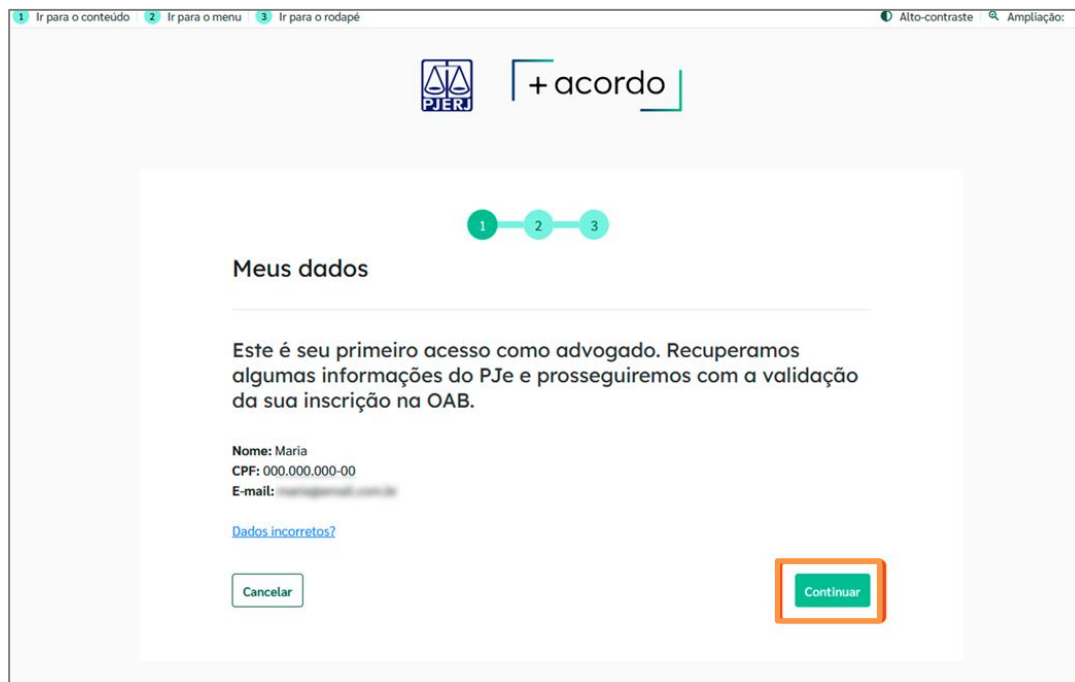 1 Ir para o conteúdo 2 Ir para o menu 3 Ir para o rodapé Alto-contraste Ampliação:
PJERJ + acordo
1 2 3
Meus dados
Este é seu primeiro acesso como advogado. Recuperamos
algumas informações do PJe e prosseguiremos com a validação
da sua inscrição na OAB.
Nome: Maria
CPF: 000.000.000-00
E-mail:
Dados incorretos?
Cancelar Continuar